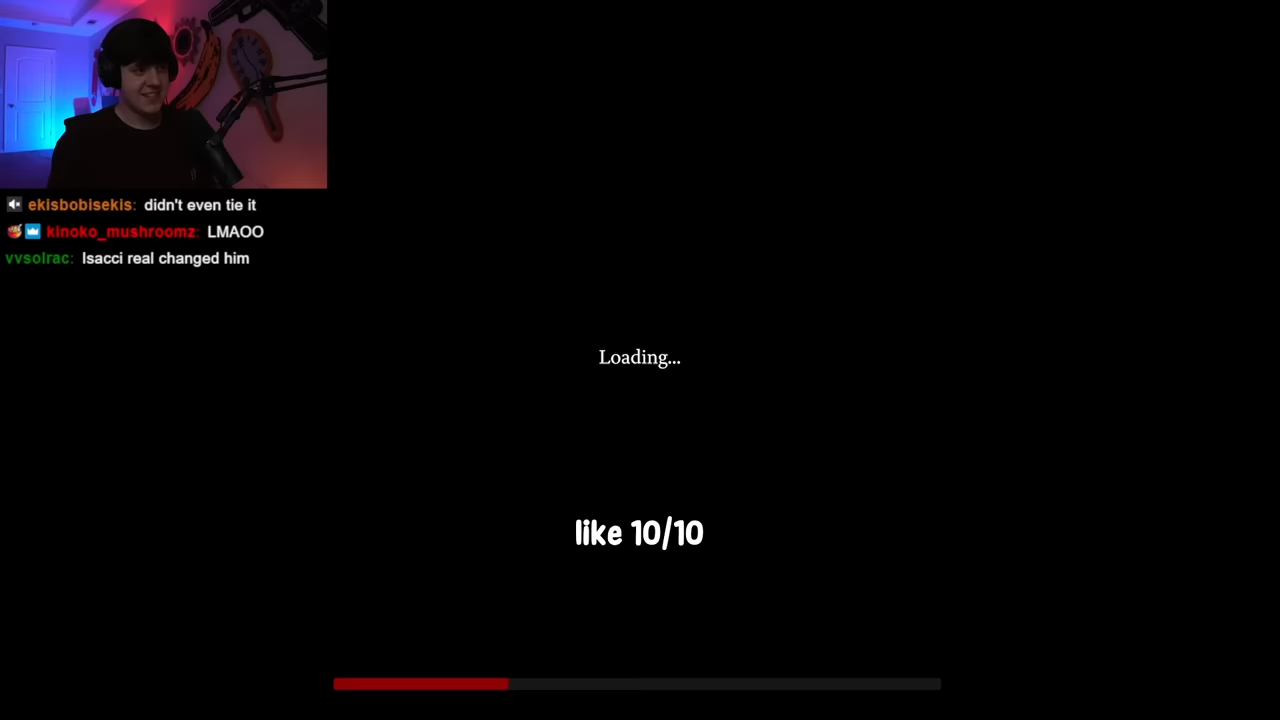 ekisbobisekis: didn't even tie it
kinoko_mushroomz: LMAOO
vvsolrac: Isacci real changed him
Loading...
like 10/10